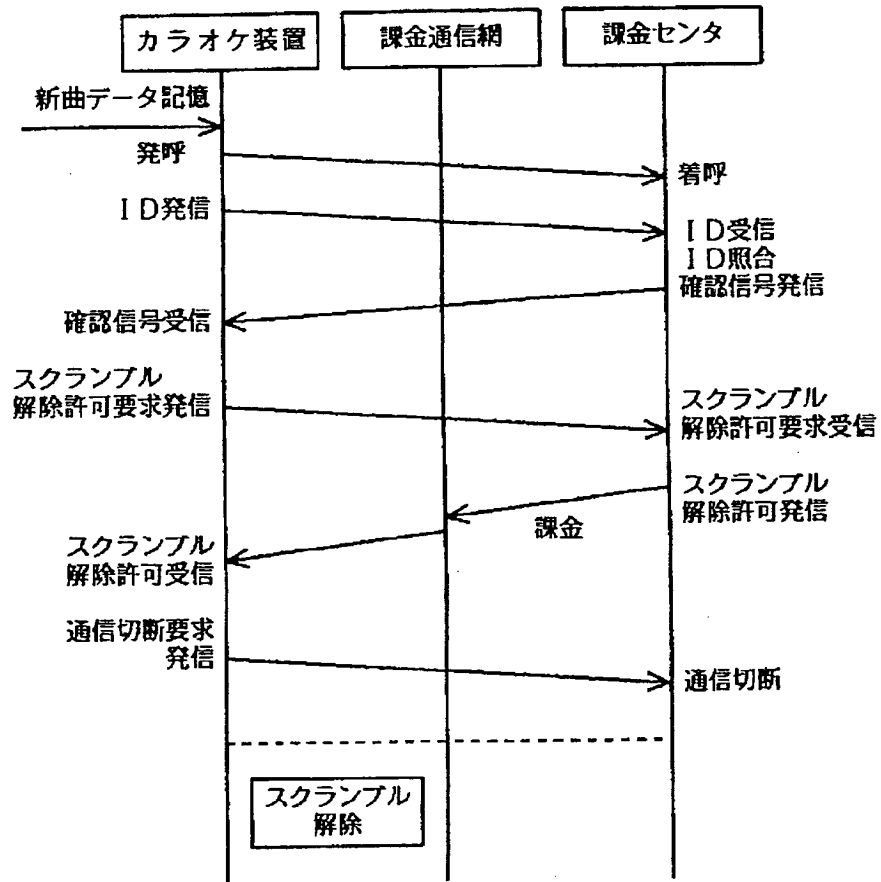 カラオケ装置
課金通信網
課金センタ
新曲データ記憶
発呼
着呼
ＩＤ発信
ＩＤ受信
ＩＤ照合
確認信号発信
確認信号受信
スクランブル
解除許可要求発信
スクランブル
解除許可要求受信
スクランブル
解除許可発信
課金
スクランブル
解除許可受信
通信切断要求
発信
通信切断
スクランブル
解除